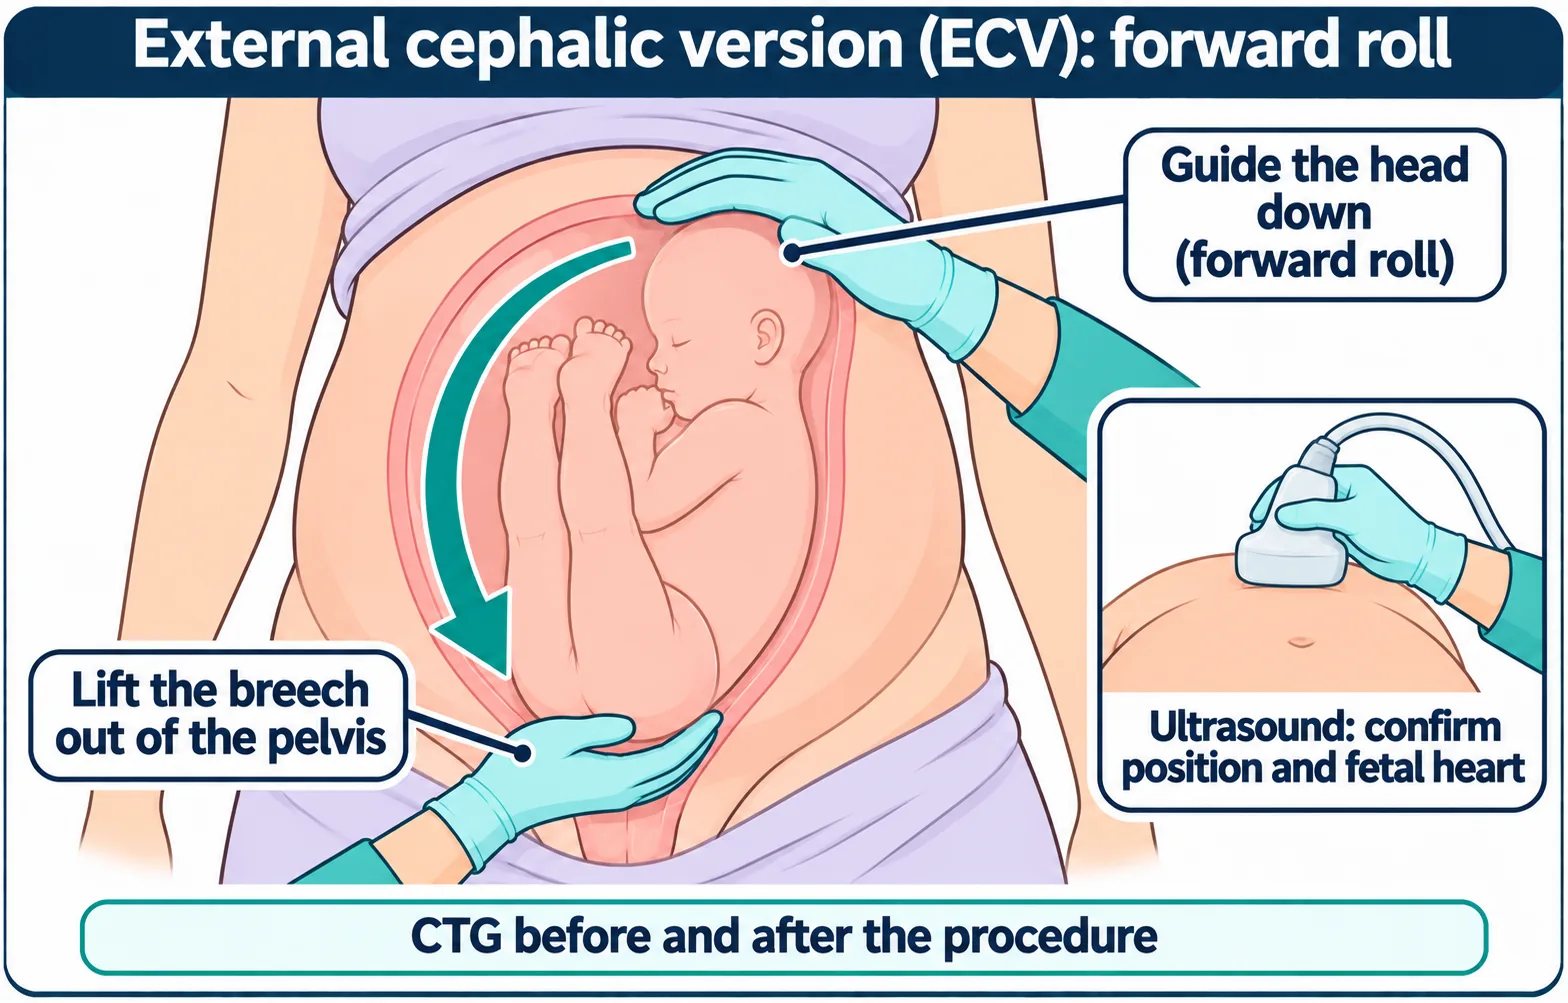 External cephalic version (ECV): forward roll
Guide the head
down
(forward roll)
Lift the breech
out of the pelvis
Ultrasound: confirm
position and fetal heart
CTG before and after the procedure